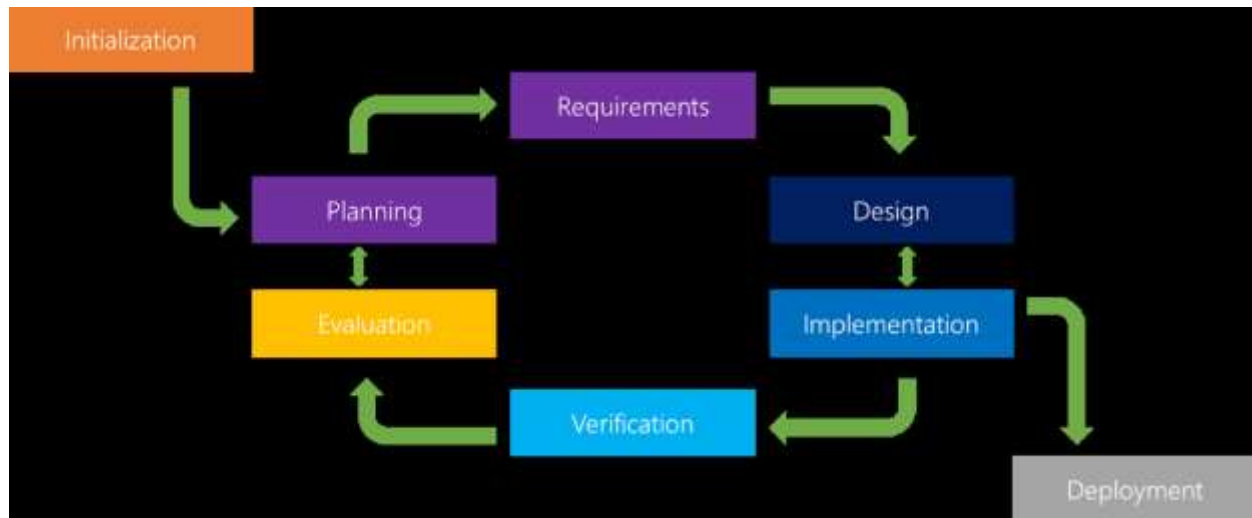 Initialization
Requirements
Planning
Design
Evaluation
Implementation
Verification
Deployment